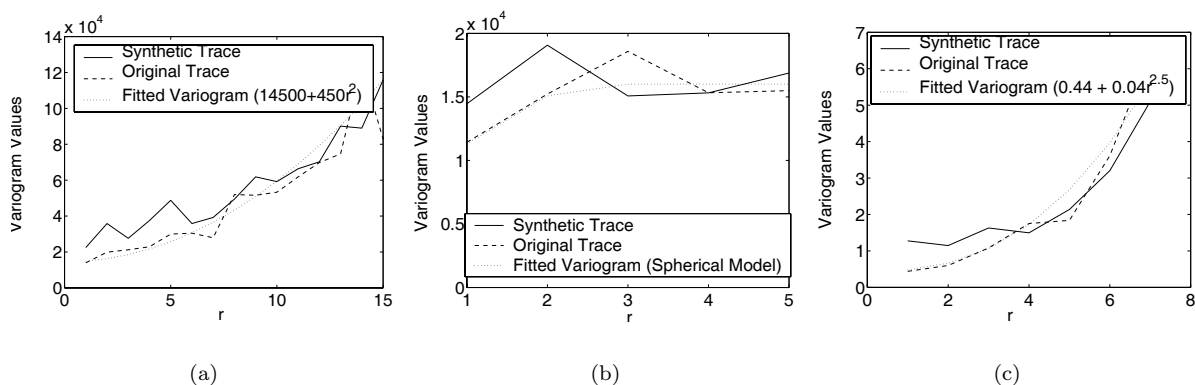 x 10^4
14
12
10
8
6
4
2
0
Variogram Values
Synthetic Trace
Original Trace
Fitted Variogram (14500+450r^2)
0 5 10 15
r
(a)
x 10^4
2
1.5
1
0.5
0
Variogram Values
Synthetic Trace
Original Trace
Fitted Variogram (Spherical Model)
1 2 3 4 5
r
(b)
7
6
5
4
3
2
1
0
Variogram Values
Synthetic Trace
Original Trace
Fitted Variogram (0.44 + 0.04r^2.5)
0 2 4 6 8
r
(c)